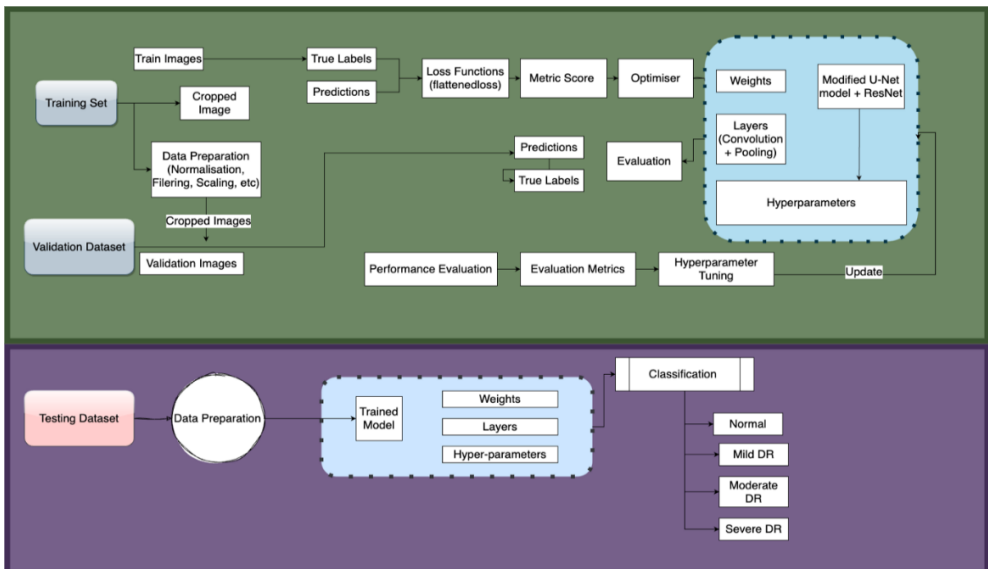 Train Images
True Labels
Predictions
Loss Functions
(flattenedloss)
Metric Score
Optimiser
Weights
Modified U-Net
model + ResNet
Training Set
Cropped
Image
Layers
(Convolution
+ Pooling)
Data Preparation
(Normalisation,
Filering, Scaling, etc)
Predictions
True Labels
Evaluation
Hyperparameters
Cropped Images
Validation Dataset
Validation Images
Performance Evaluation
Evaluation Metrics
Hyperparameter
Tuning
Update
Testing Dataset
Data Preparation
Trained
Model
Weights
Layers
Hyper-parameters
Classification
Normal
Mild DR
Moderate
DR
Severe DR